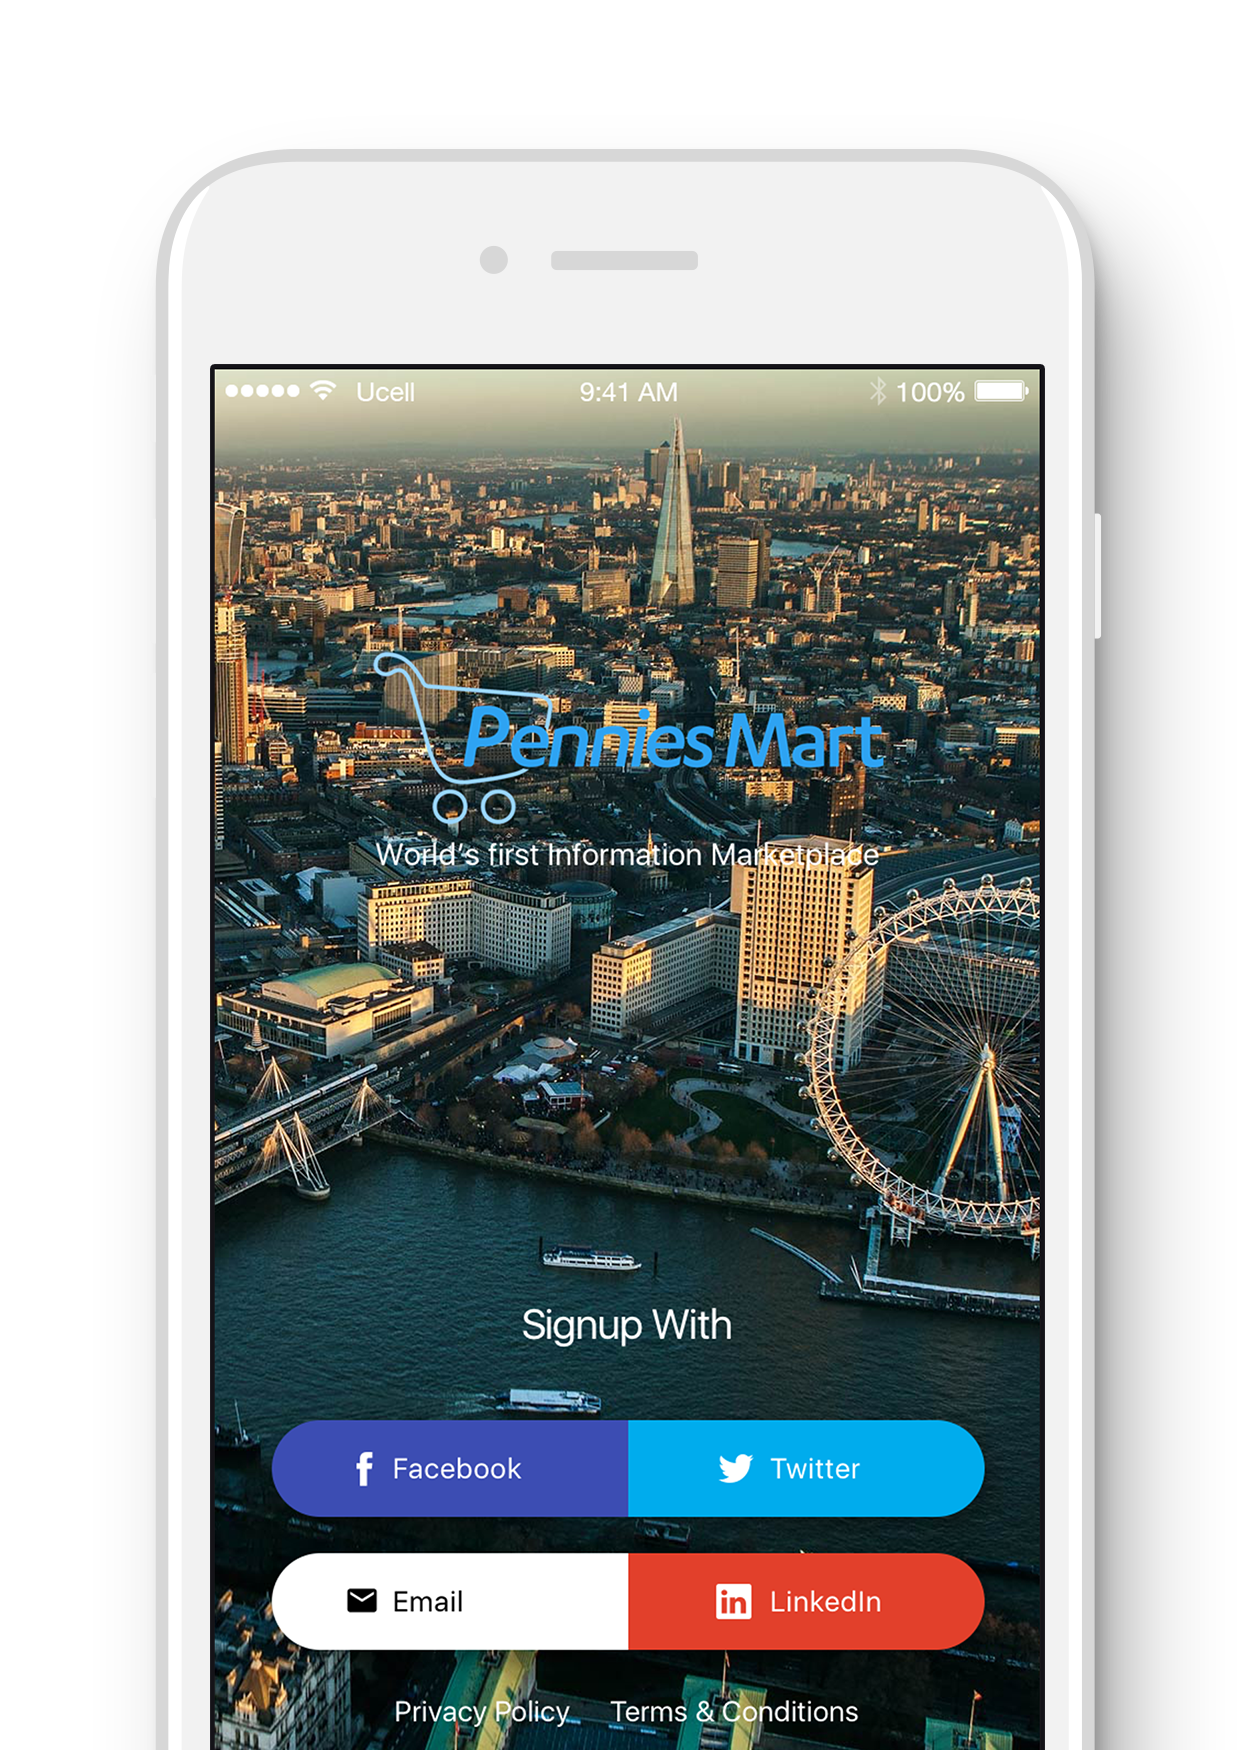 Ucell 9:41 AM 100%
Pennies Mart
World's first Information Marketplace
Signup With
Facebook Twitter
Email LinkedIn
Privacy Policy Terms & Conditions